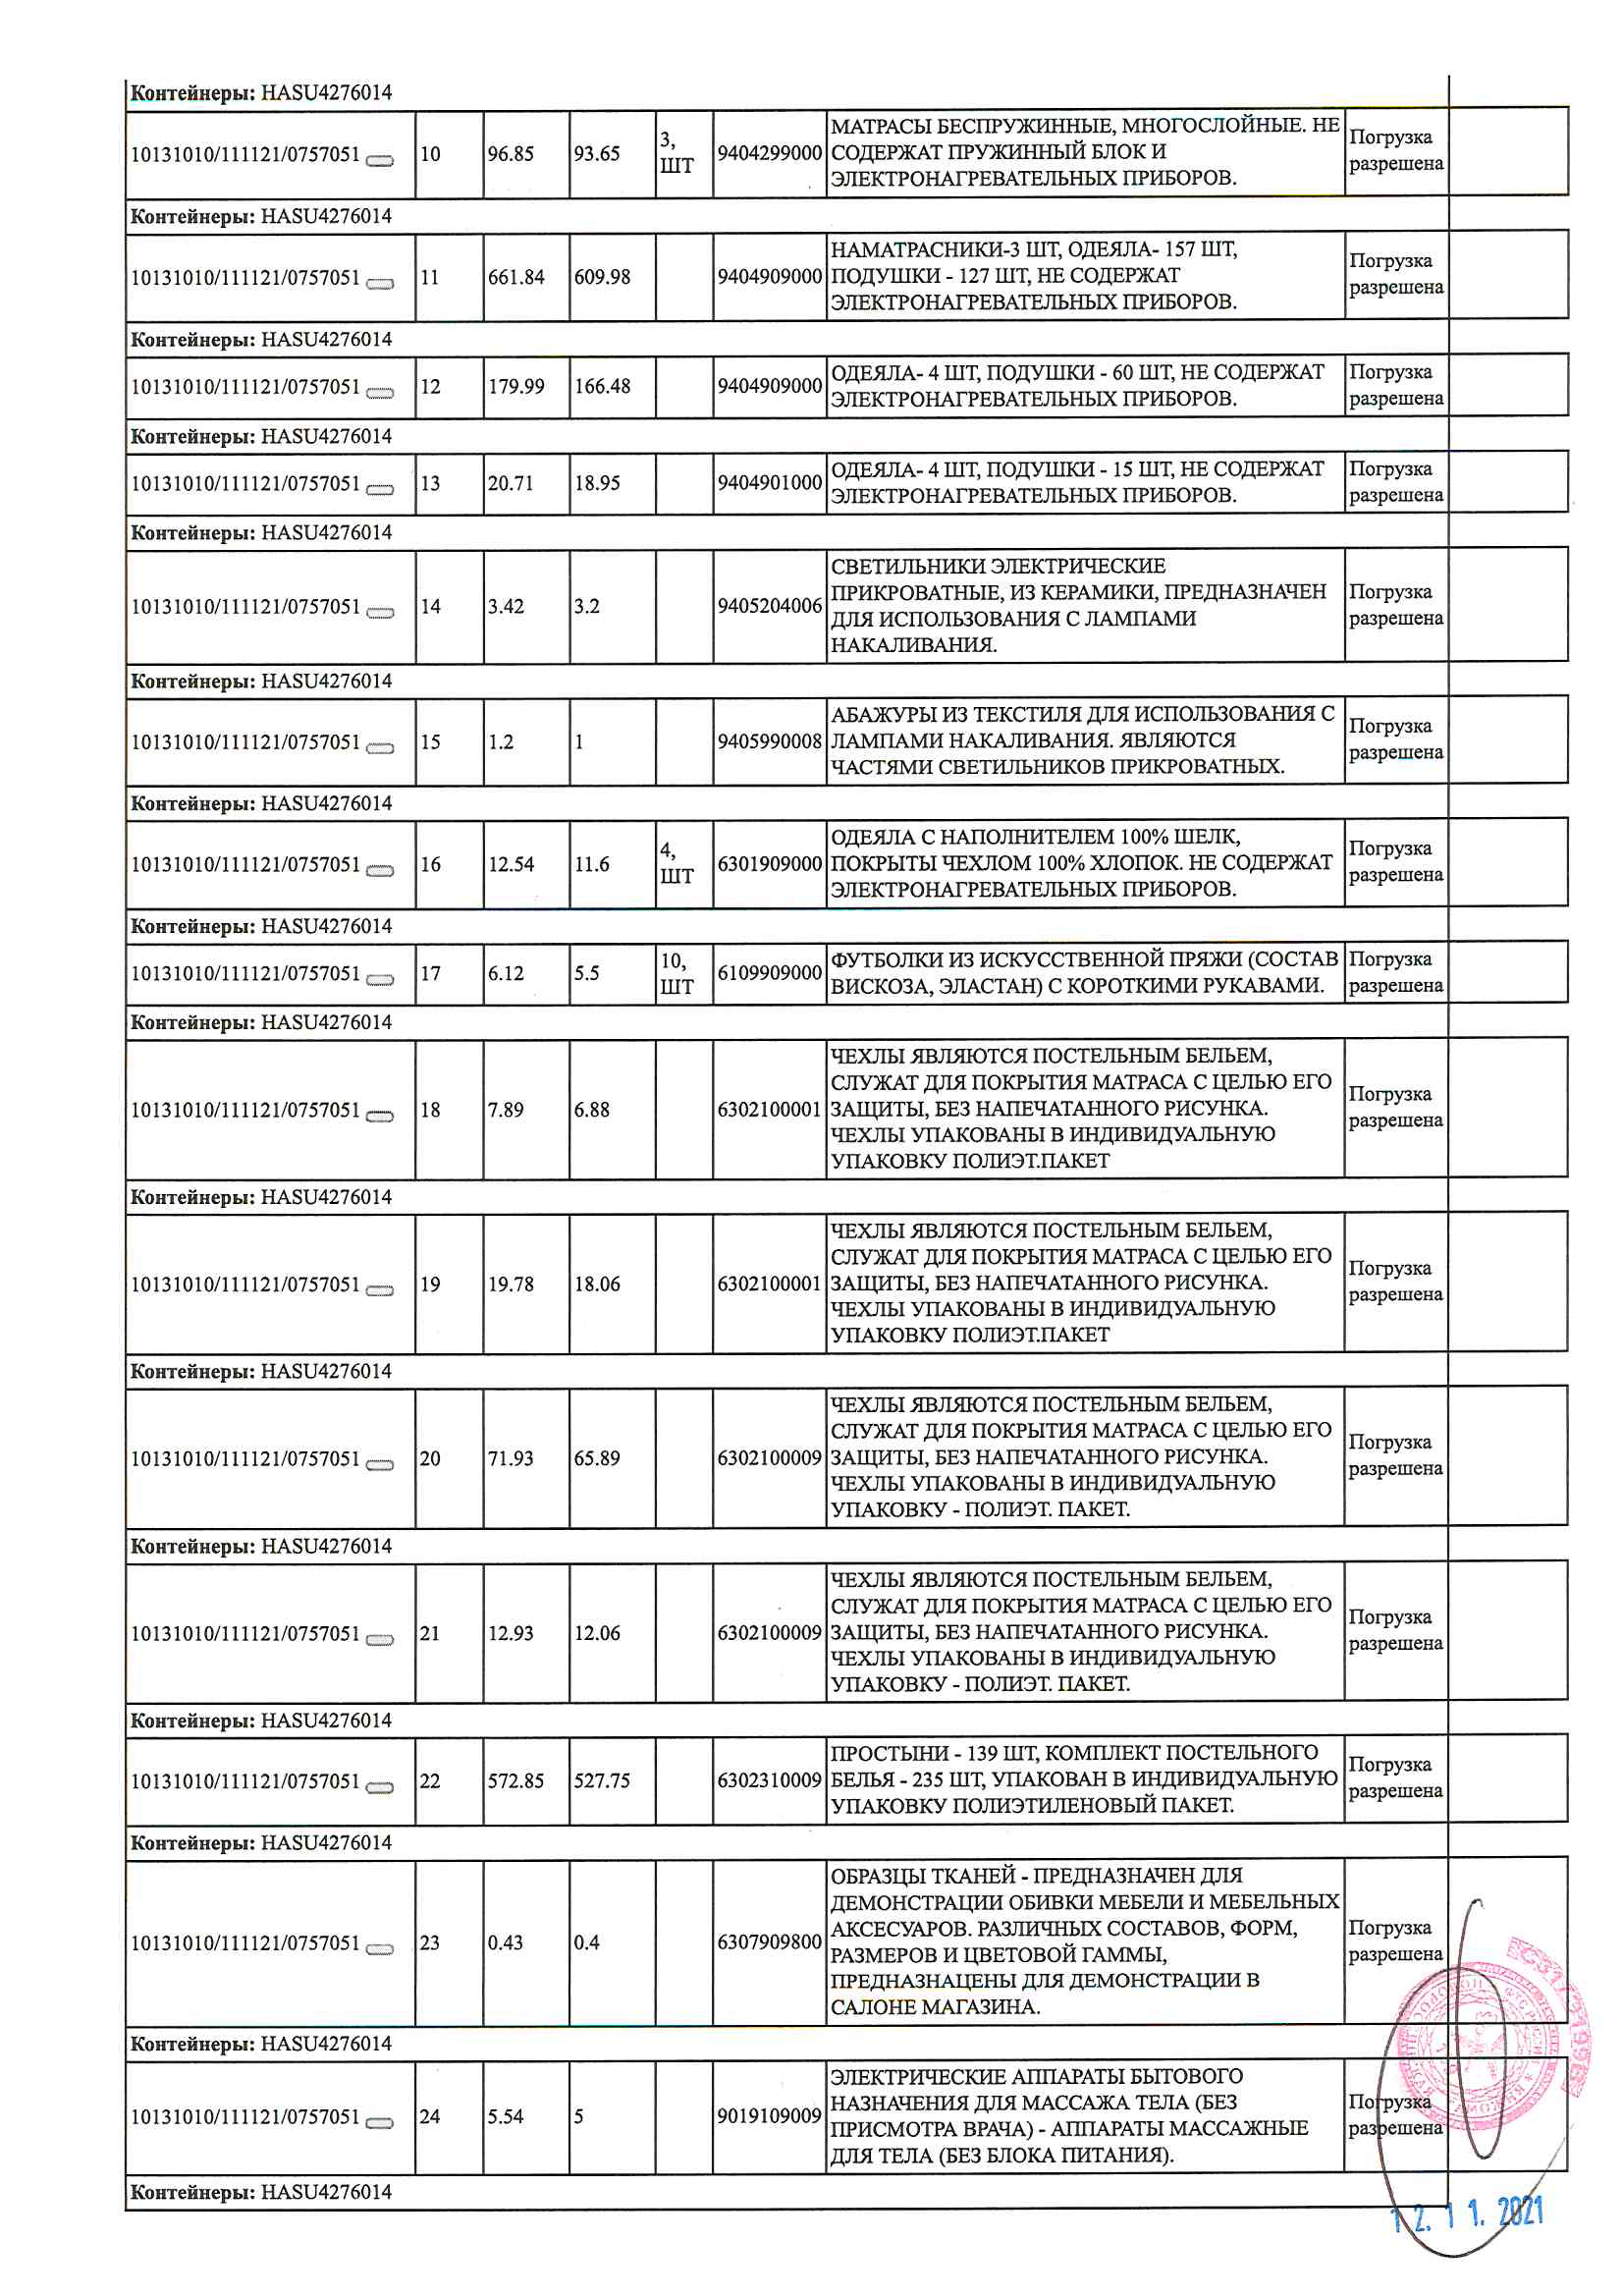 Контейнеры: HASU4276014
10131010/111121/0757051 10 96.85 93.65 3, ШТ 9404299000 МАТРАСЫ БЕСПРУЖИННЫЕ, МНОГОСЛОЙНЫЕ. НЕ
СОДЕРЖАТ ПРУЖИННЫЙ БЛОК И
ЭЛЕКТРОНАГРЕВАТЕЛЬНЫХ ПРИБОРОВ.
Погрузка
разрешена
Контейнеры: HASU4276014
10131010/111121/0757051 11 661.84 609.98 9404909000 НАМАТРАСНИКИ-3 ШТ, ОДЕЯЛА- 157 ШТ,
ПОДУШКИ - 127 ШТ, НЕ СОДЕРЖАТ
ЭЛЕКТРОНАГРЕВАТЕЛЬНЫХ ПРИБОРОВ.
Погрузка
разрешена
Контейнеры: HASU4276014
10131010/111121/0757051 12 179.99 166.48 9404909000 ОДЕЯЛА- 4 ШТ, ПОДУШКИ - 60 ШТ, НЕ СОДЕРЖАТ
ЭЛЕКТРОНАГРЕВАТЕЛЬНЫХ ПРИБОРОВ.
Погрузка
разрешена
Контейнеры: HASU4276014
10131010/111121/0757051 13 20.71 18.95 9404901000 ОДЕЯЛА- 4 ШТ, ПОДУШКИ - 15 ШТ, НЕ СОДЕРЖАТ
ЭЛЕКТРОНАГРЕВАТЕЛЬНЫХ ПРИБОРОВ.
Погрузка
разрешена
Контейнеры: HASU4276014
10131010/111121/0757051 14 3.42 3.2 9405204006 СВЕТИЛЬНИКИ ЭЛЕКТРИЧЕСКИЕ
ПРИКРОВАТНЫЕ, ИЗ КЕРАМИКИ, ПРЕДНАЗНАЧЕН
ДЛЯ ИСПОЛЬЗОВАНИЯ С ЛАМПАМИ
НАКАЛИВАНИЯ.
Погрузка
разрешена
Контейнеры: HASU4276014
10131010/111121/0757051 15 1.2 1 9405990008 АБАЖУРЫ ИЗ ТЕКСТИЛЯ ДЛЯ ИСПОЛЬЗОВАНИЯ С
ЛАМПАМИ НАКАЛИВАНИЯ. ЯВЛЯЮТСЯ
ЧАСТЯМИ СВЕТИЛЬНИКОВ ПРИКРОВАТНЫХ.
Погрузка
разрешена
Контейнеры: HASU4276014
10131010/111121/0757051 16 12.54 11.6 4, ШТ 6301909000 ОДЕЯЛА С НАПОЛНИТЕЛЕМ 100% ШЕЛК,
ПОКРЫТЫ ЧЕХЛОМ 100% ХЛОПОК. НЕ СОДЕРЖАТ
ЭЛЕКТРОНАГРЕВАТЕЛЬНЫХ ПРИБОРОВ.
Погрузка
разрешена
Контейнеры: HASU4276014
10131010/111121/0757051 17 6.12 5.5 10, ШТ 6109909000 ФУТБОЛКИ ИЗ ИСКУССТВЕННОЙ ПРЯЖИ (СОСТАВ
ВИСКОЗА, ЭЛАСТАН) С КОРОТКИМИ РУКАВАМИ.
Погрузка
разрешена
Контейнеры: HASU4276014
10131010/111121/0757051 18 7.89 6.88 6302100001 ЧЕХЛЫ ЯВЛЯЮТСЯ ПОСТЕЛЬНЫМ БЕЛЬЕМ,
СЛУЖАТ ДЛЯ ПОКРЫТИЯ МАТРАСА С ЦЕЛЬЮ ЕГО
ЗАЩИТЫ, БЕЗ НАПЕЧАТАННОГО РИСУНКА.
ЧЕХЛЫ УПАКОВАНЫ В ИНДИВИДУАЛЬНУЮ
УПАКОВКУ ПОЛИЭТ.ПАКЕТ
Погрузка
разрешена
Контейнеры: HASU4276014
10131010/111121/0757051 19 19.78 18.06 6302100001 ЧЕХЛЫ ЯВЛЯЮТСЯ ПОСТЕЛЬНЫМ БЕЛЬЕМ,
СЛУЖАТ ДЛЯ ПОКРЫТИЯ МАТРАСА С ЦЕЛЬЮ ЕГО
ЗАЩИТЫ, БЕЗ НАПЕЧАТАННОГО РИСУНКА.
ЧЕХЛЫ УПАКОВАНЫ В ИНДИВИДУАЛЬНУЮ
УПАКОВКУ ПОЛИЭТ.ПАКЕТ
Погрузка
разрешена
Контейнеры: HASU4276014
10131010/111121/0757051 20 71.93 65.89 6302100009 ЧЕХЛЫ ЯВЛЯЮТСЯ ПОСТЕЛЬНЫМ БЕЛЬЕМ,
СЛУЖАТ ДЛЯ ПОКРЫТИЯ МАТРАСА С ЦЕЛЬЮ ЕГО
ЗАЩИТЫ, БЕЗ НАПЕЧАТАННОГО РИСУНКА.
ЧЕХЛЫ УПАКОВАНЫ В ИНДИВИДУАЛЬНУЮ
УПАКОВКУ - ПОЛИЭТ. ПАКЕТ.
Погрузка
разрешена
Контейнеры: HASU4276014
10131010/111121/0757051 21 12.93 12.06 6302100009 ЧЕХЛЫ ЯВЛЯЮТСЯ ПОСТЕЛЬНЫМ БЕЛЬЕМ,
СЛУЖАТ ДЛЯ ПОКРЫТИЯ МАТРАСА С ЦЕЛЬЮ ЕГО
ЗАЩИТЫ, БЕЗ НАПЕЧАТАННОГО РИСУНКА.
ЧЕХЛЫ УПАКОВАНЫ В ИНДИВИДУАЛЬНУЮ
УПАКОВКУ - ПОЛИЭТ. ПАКЕТ.
Погрузка
разрешена
Контейнеры: HASU4276014
10131010/111121/0757051 22 572.85 527.75 6302310009 ПРОСТЫНИ - 139 ШТ, КОМПЛЕКТ ПОСТЕЛЬНОГО
БЕЛЬЯ - 235 ШТ, УПАКОВАН В ИНДИВИДУАЛЬНУЮ
УПАКОВКУ ПОЛИЭТИЛЕНОВЫЙ ПАКЕТ.
Погрузка
разрешена
Контейнеры: HASU4276014
10131010/111121/0757051 23 0.43 0.4 6307909800 ОБРАЗЦЫ ТКАНЕЙ - ПРЕДНАЗНАЧЕН ДЛЯ
ДЕМОНСТРАЦИИ ОБИВКИ МЕБЕЛИ И МЕБЕЛЬНЫХ
АКСЕСУАРОВ. РАЗЛИЧНЫХ СОСТАВОВ, ФОРМ,
РАЗМЕРОВ И ЦВЕТОВОЙ ГАММЫ,
ПРЕДНАЗНАЦЕНЫ ДЛЯ ДЕМОНСТРАЦИИ В
САЛОНЕ МАГАЗИНА.
Погрузка
разрешена
Контейнеры: HASU4276014
10131010/111121/0757051 24 5.54 5 9019109009 ЭЛЕКТРИЧЕСКИЕ АППАРАТЫ БЫТОВОГО
НАЗНАЧЕНИЯ ДЛЯ МАССАЖА ТЕЛА (БЕЗ
ПРИСМОТРА ВРАЧА) - АППАРАТЫ МАССАЖНЫЕ
ДЛЯ ТЕЛА (БЕЗ БЛОКА ПИТАНИЯ).
Погрузка
разрешена
Контейнеры: HASU4276014
12.11.2021